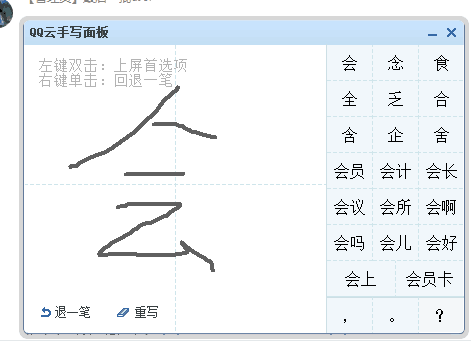 QQ云手写面板
左键双击：上屏首选项
右键单击：回退一笔
会
会 念 食
全 乏 合
含 企 舍
会员 会计 会长
会议 会所 会啊
会吗 会儿 会好
会上 会员卡
， 。 ？
退一笔 重写